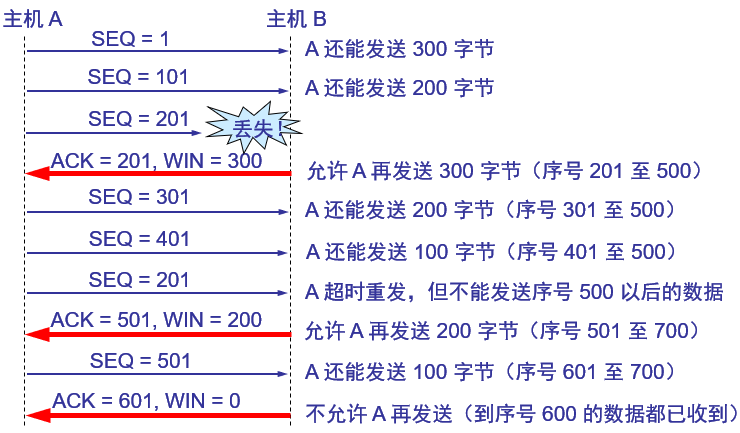 主机 A 主机 B
SEQ = 1 A 还能发送 300 字节
SEQ = 101 A 还能发送 200 字节
SEQ = 201 丢失!
ACK = 201, WIN = 300 允许 A 再发送 300 字节（序号 201 至 500）
SEQ = 301 A 还能发送 200 字节（序号 301 至 500）
SEQ = 401 A 还能发送 100 字节（序号 401 至 500）
SEQ = 201 A 超时重发，但不能发送序号 500 以后的数据
ACK = 501, WIN = 200 允许 A 再发送 200 字节（序号 501 至 700）
SEQ = 501 A 还能发送 100 字节（序号 601 至 700）
ACK = 601, WIN = 0 不允许 A 再发送（到序号 600 的数据都已收到）